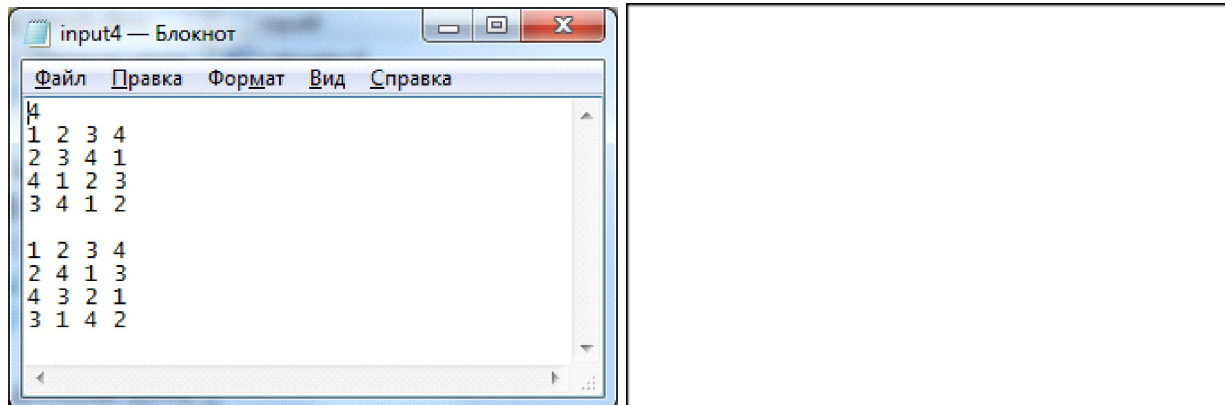 input4 — Блокнот
Файл Правка Формат Вид Справка
4
1 2 3 4
2 3 4 1
4 1 2 3
3 4 1 2
1 2 3 4
2 4 1 3
4 3 2 1
3 1 4 2